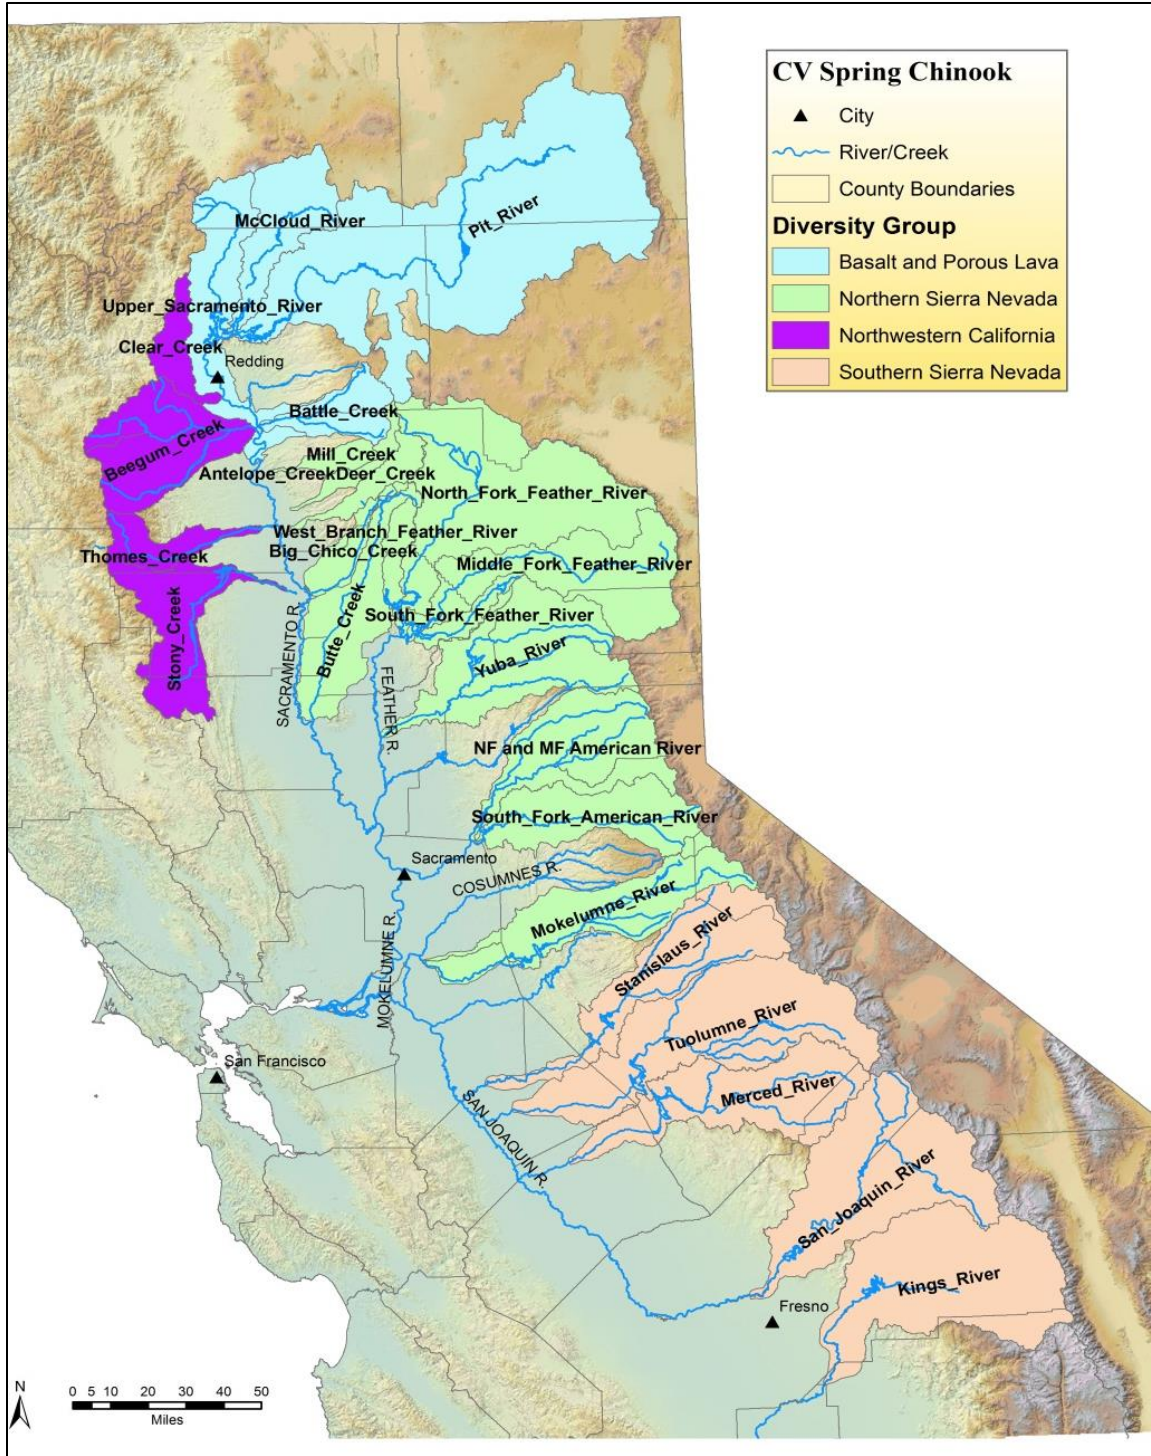 CV Spring Chinook
City
River/Creek
County Boundaries
Diversity Group
Basalt and Porous Lava
Northern Sierra Nevada
Northwestern California
Southern Sierra Nevada
McCloud_River
Pit_River
Upper_Sacramento_River
Clear_Creek
Redding
Battle_Creek
Beegum_Creek
Mill_Creek
Antelope_CreekDeer_Creek
North_Fork_Feather_River
West_Branch_Feather_River
Big_Chico_Creek
Thomes_Creek
Middle_Fork_Feather_River
Stony_Creek
Butte_Creek
South_Fork_Feather_River
SACRAMENTO R.
Yuba_River
FEATHER R.
NF and MF American River
South_Fork_American_River
Sacramento
COSUMNES R.
Mokelumne_River
MOKELUMNE R.
Stanislaus_River
Tuolumne_River
San Francisco
Merced_River
SAN JOAQUIN R.
San_Joaquin_River
Kings_River
Fresno
N
0 5 10 20 30 40 50
Miles